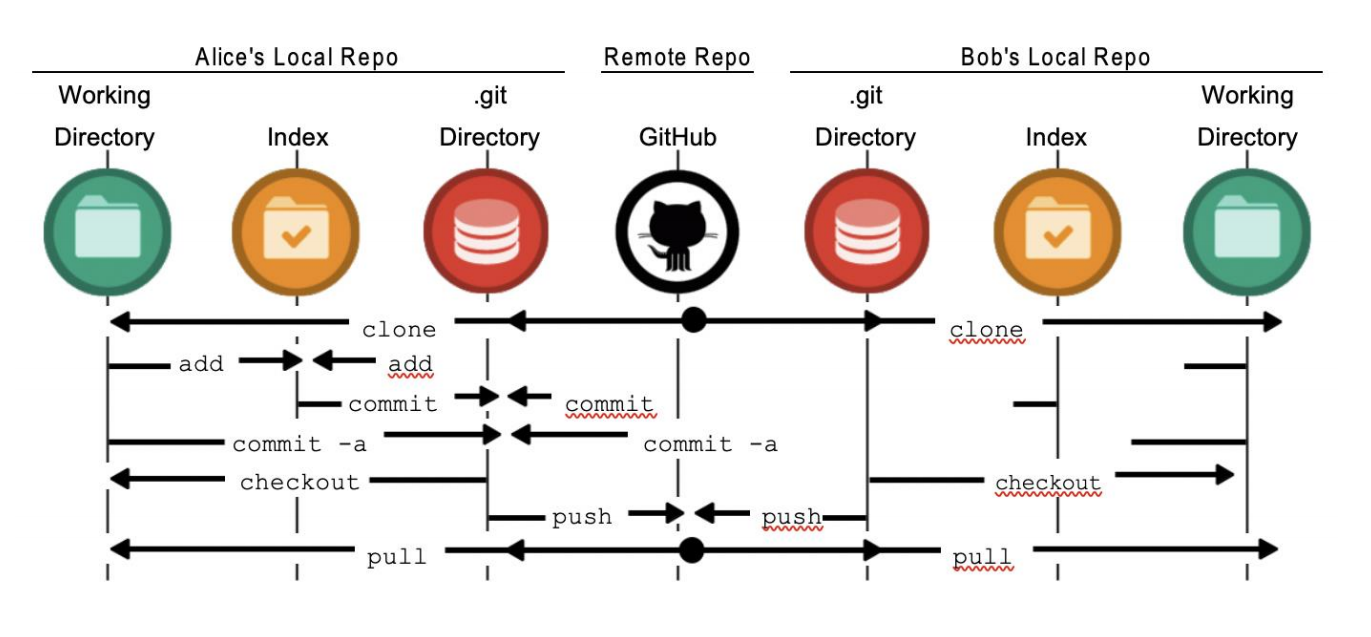 Alice's Local Repo Remote Repo Bob's Local Repo
Working .git .git Working
Directory Index Directory GitHub Directory Index Directory
clone clone
add add
commit commit
commit -a commit -a
checkout checkout
push push
pull pull